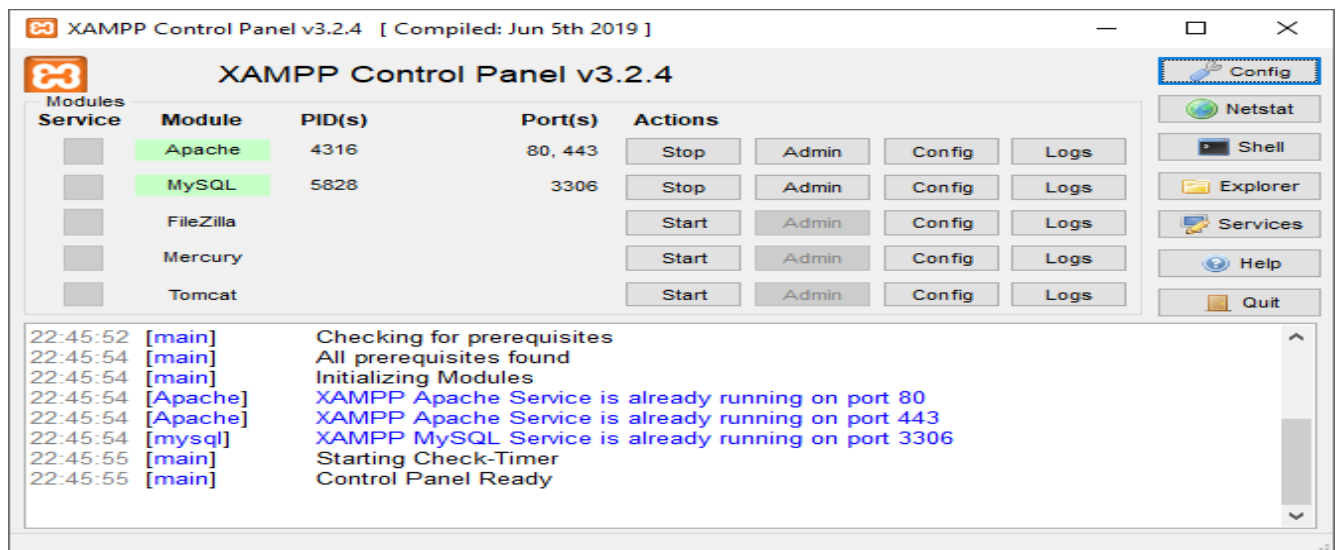 XAMPP Control Panel v3.2.4 [ Compiled: Jun 5th 2019 ]
XAMPP Control Panel v3.2.4
Config
Modules
Netstat
Service Module PID(s) Port(s) Actions
Apache 4316 80, 443 Stop Admin Config Logs
Shell
MySQL 5828 3306 Stop Admin Config Logs
Explorer
FileZilla Start Admin Config Logs
Services
Mercury Start Admin Config Logs
Help
Tomcat Start Admin Config Logs
Quit
22:45:52 [main] Checking for prerequisites
22:45:54 [main] All prerequisites found
22:45:54 [main] Initializing Modules
22:45:54 [Apache] XAMPP Apache Service is already running on port 80
22:45:54 [Apache] XAMPP Apache Service is already running on port 443
22:45:54 [mysql] XAMPP MySQL Service is already running on port 3306
22:45:55 [main] Starting Check-Timer
22:45:55 [main] Control Panel Ready